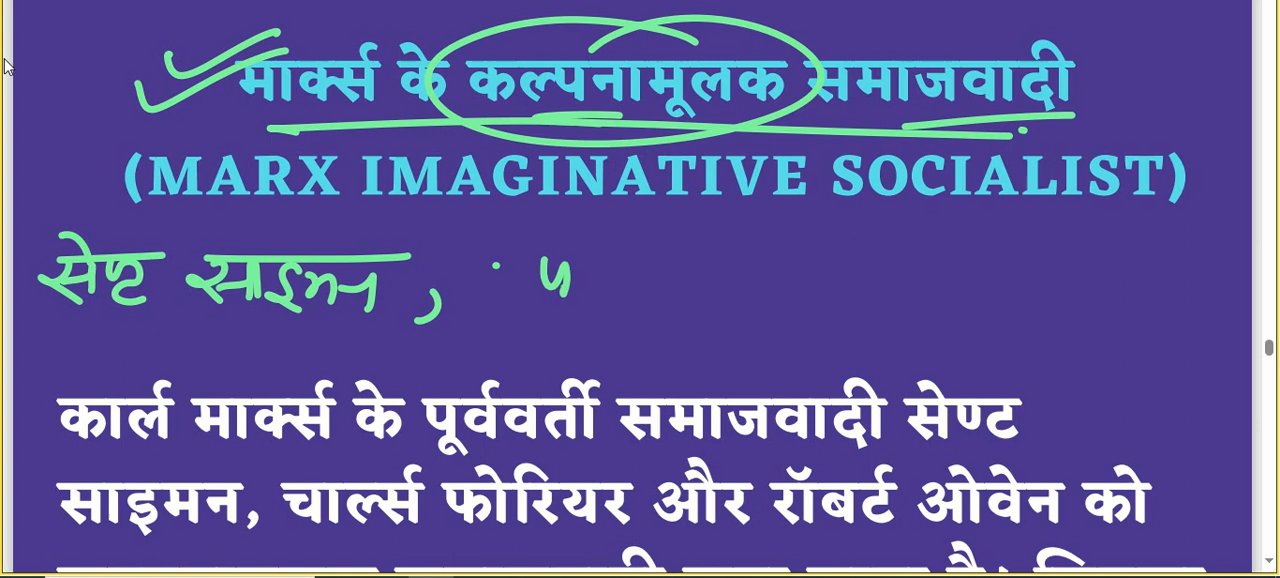 मार्क्स के कल्पनामूलक समाजवादी
(MARX IMAGINATIVE SOCIALIST)
सेण्ट साइमन,
कार्ल मार्क्स के पूर्ववर्ती समाजवादी सेण्ट
साइमन, चार्ल्स फोरियर और रॉबर्ट ओवेन को